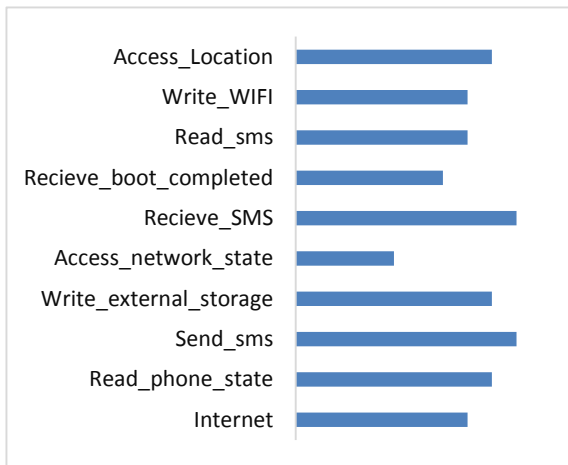 Access_Location
Write_WIFI
Read_sms
Recieve_boot_completed
Recieve_SMS
Access_network_state
Write_external_storage
Send_sms
Read_phone_state
Internet